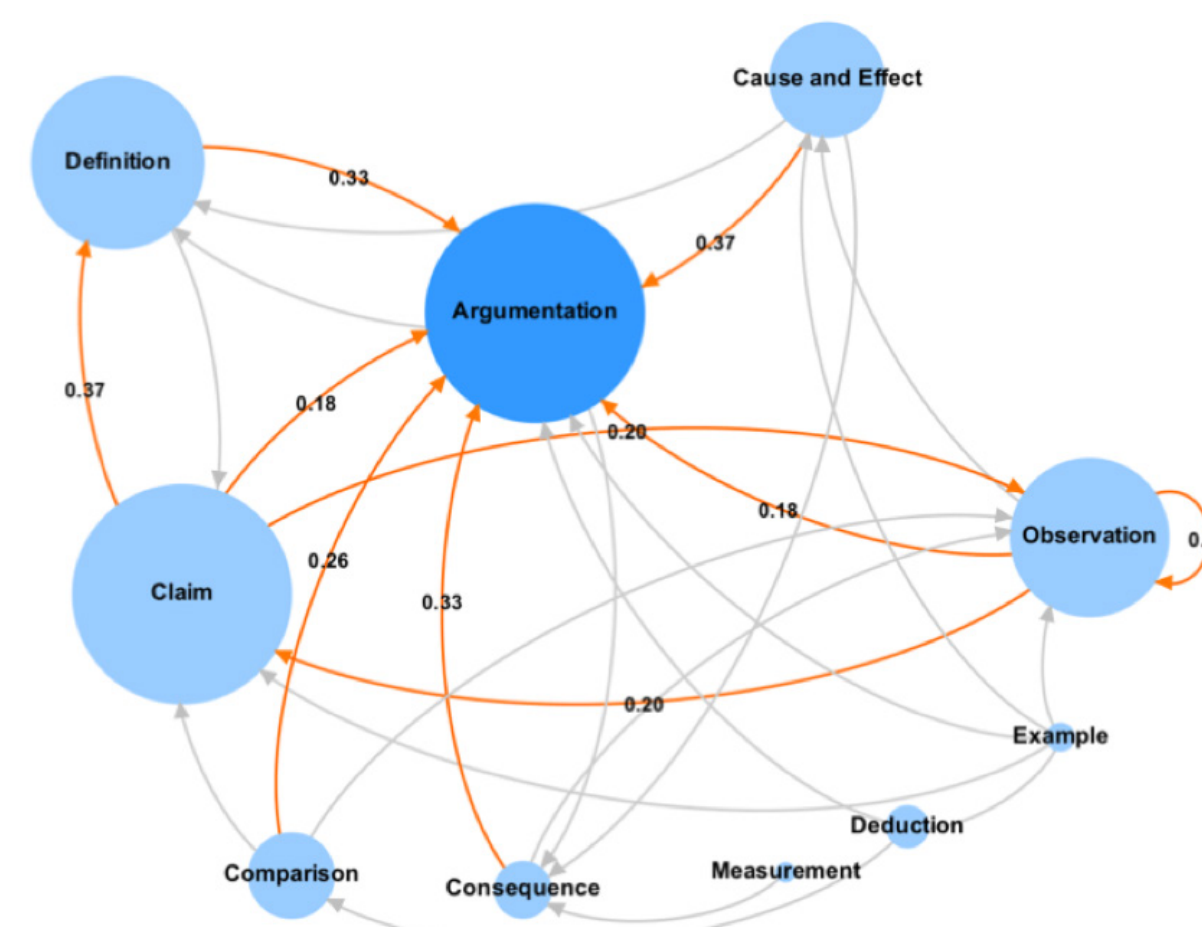 Cause and Effect
Definition
0.33
0.37
Argumentation
0.37
0.18
0.20
0.18
Observation
0.26
Claim
0.33
0.20
Example
Deduction
Measurement
Comparison
Consequence